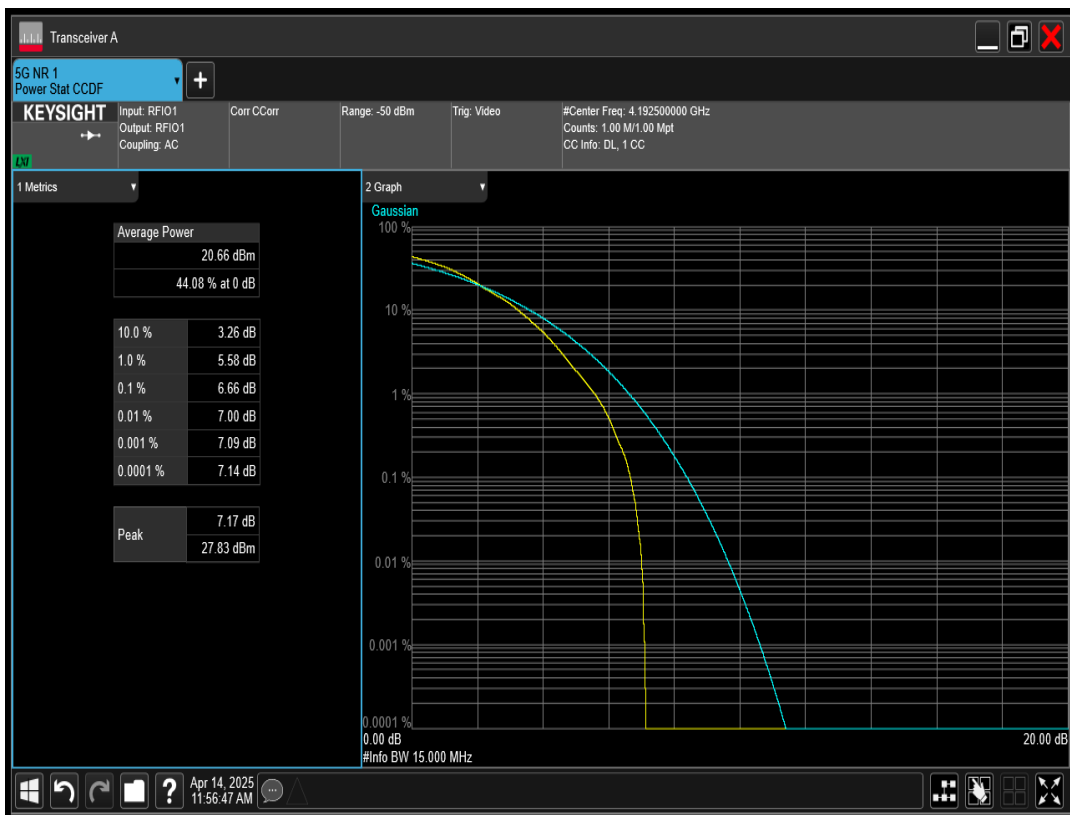 Transceiver A
5G NR 1
Power Stat CCDF
+
KEYSIGHT
LXI
Input: RFIO1
Output: RFIO1
Coupling: AC
Corr CCorr
Range: -50 dBm
Trig: Video
#Center Freq: 4.192500000 GHz
Counts: 1.00 M/1.00 Mpt
CC Info: DL, 1 CC
1 Metrics
Average Power
20.66 dBm
44.08 % at 0 dB
10.0 % 3.26 dB
1.0 % 5.58 dB
0.1 % 6.66 dB
0.01 % 7.00 dB
0.001 % 7.09 dB
0.0001 % 7.14 dB
Peak 7.17 dB
27.83 dBm
2 Graph
Gaussian
100 %
10 %
1 %
0.1 %
0.01 %
0.001 %
0.0001 %
0.00 dB 20.00 dB
#Info BW 15.000 MHz
? Apr 14, 2025
11:56:47 AM